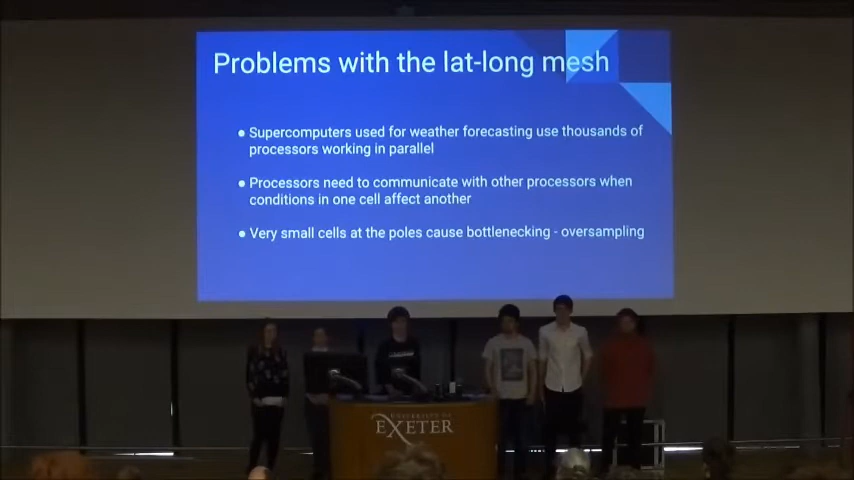 Problems with the lat-long mesh
● Supercomputers used for weather forecasting use thousands of
processors working in parallel
● Processors need to communicate with other processors when
conditions in one cell affect another
● Very small cells at the poles cause bottlenecking - oversampling
UNIVERSITY OF
EXETER